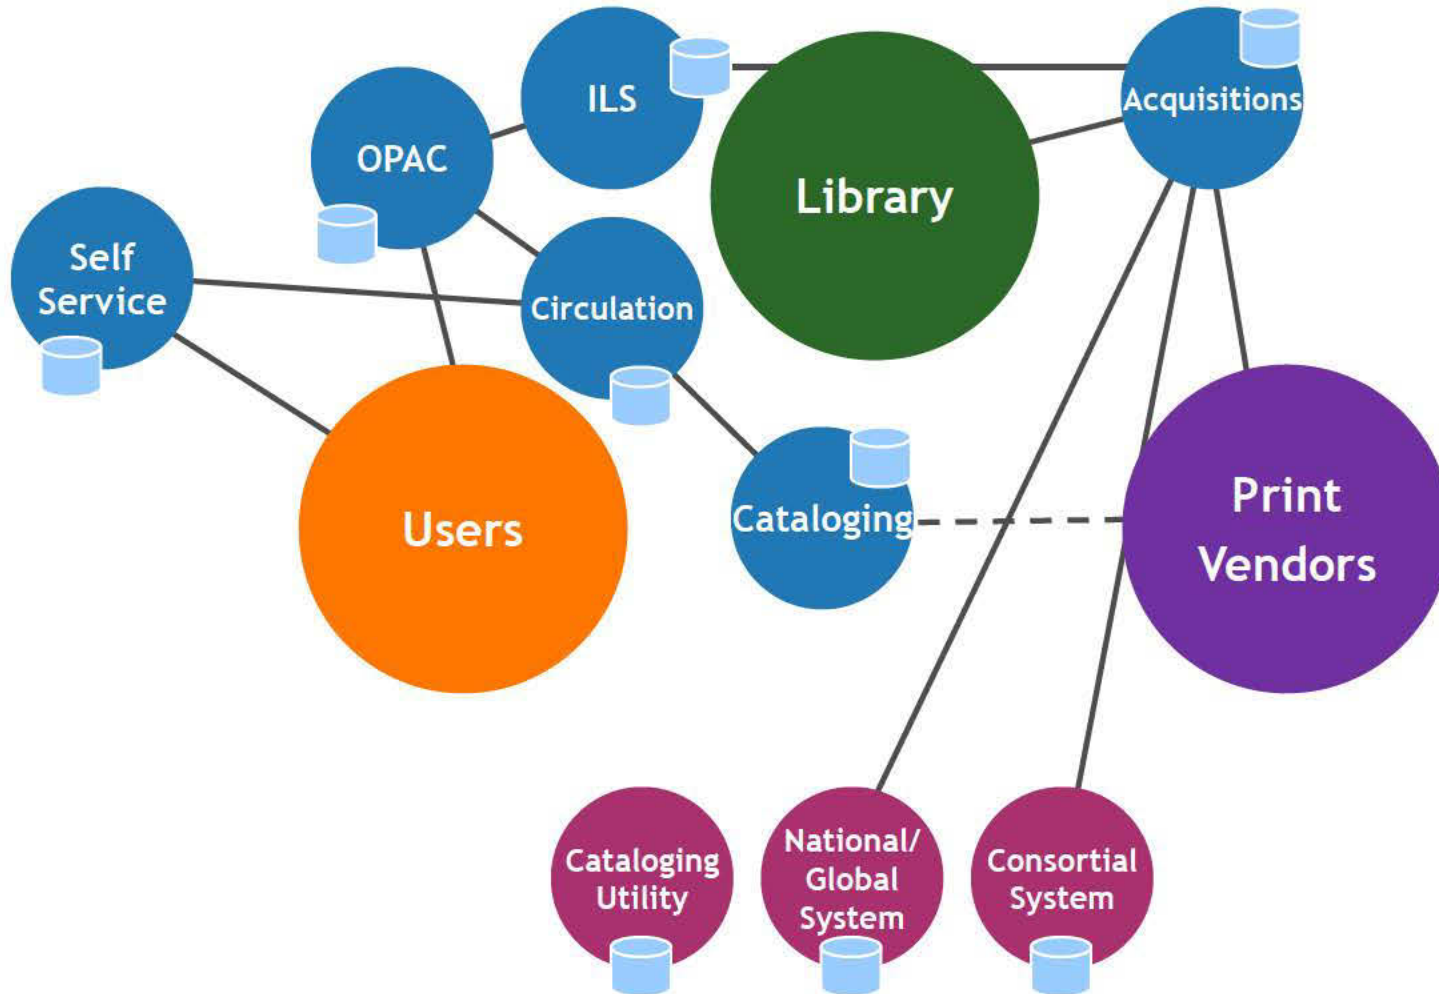 ILS
Acquisitions
OPAC
Library
Self
Service
Circulation
Print
Vendors
Users
Cataloging
National/
Global
System
Cataloging
Utility
Consortial
System